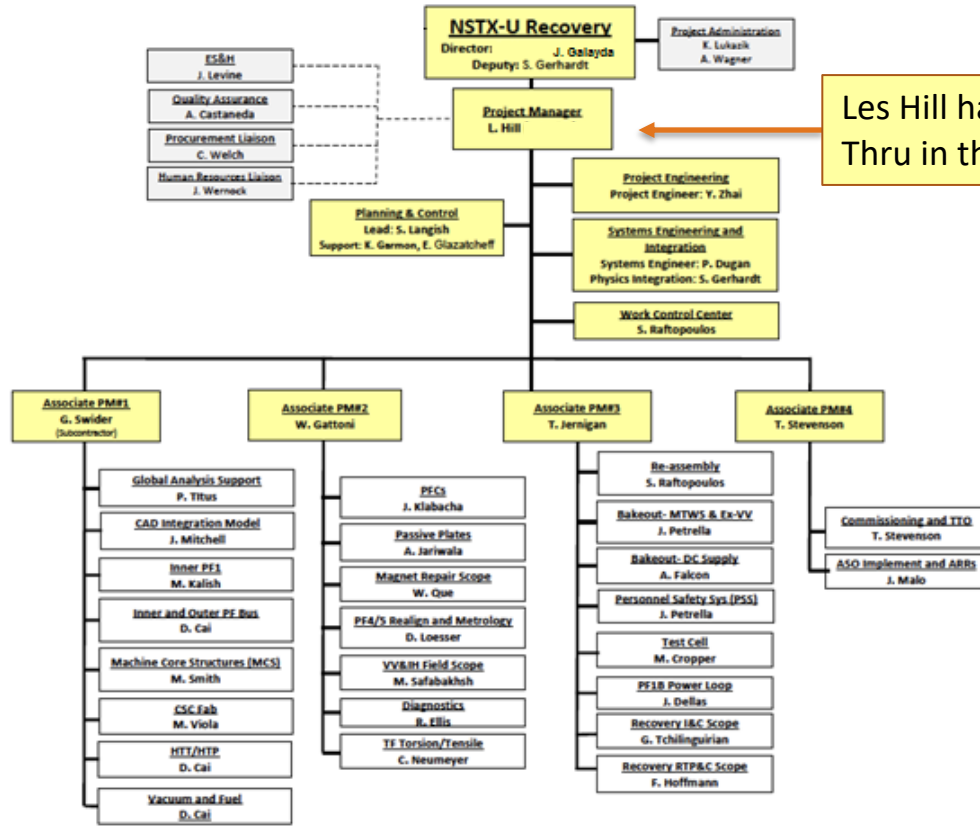 NSTX-U Recovery
Director: J. Galayda
Deputy: S. Gerhardt
Project Administration
K. Lukazik
A. Wagner
ES&H
J. Levine
Quality Assurance
A. Castaneda
Procurement Liaison
C. Welch
Human Resources Liaison
J. Wernock
Project Manager
L. Hill
Les Hill ha
Thru in th
Project Engineering
Project Engineer: Y. Zhai
Planning & Control
Lead: S. Langish
Support: K. Garmon, E. Glazatcheff
Systems Engineering and
Integration
Systems Engineer: P. Dugan
Physics Integration: S. Gerhardt
Work Control Center
S. Raftopoulos
Associate PM#1
G. Swider
(Subcontractor)
Associate PM#2
W. Gattoni
Associate PM#3
T. Jernigan
Associate PM#4
T. Stevenson
Global Analysis Support
P. Titus
CAD Integration Model
J. Mitchell
Inner PF1
M. Kalish
Inner and Outer PF Bus
D. Cai
Machine Core Structures (MCS)
M. Smith
CSC Fab
M. Viola
HTT/HTP
D. Cai
Vacuum and Fuel
D. Cai
PFCs
J. Klabacha
Passive Plates
A. Jariwala
Magnet Repair Scope
W. Que
PF4/5 Realign and Metrology
D. Loesser
VV&IH Field Scope
M. Safabakhsh
Diagnostics
R. Ellis
TF Torsion/Tensile
C. Neumeyer
Re-assembly
S. Raftopoulos
Bakeout- MTWS & Ex-VV
J. Petrella
Bakeout- DC Supply
A. Falcon
Personnel Safety Sys (PSS)
J. Petrella
Test Cell
M. Cropper
PF1B Power Loop
J. Dellas
Recovery I&C Scope
G. Tchilinguirian
Recovery RTP&C Scope
F. Hoffmann
Commissioning and TTO
T. Stevenson
ASO Implement and ARRs
J. Malo